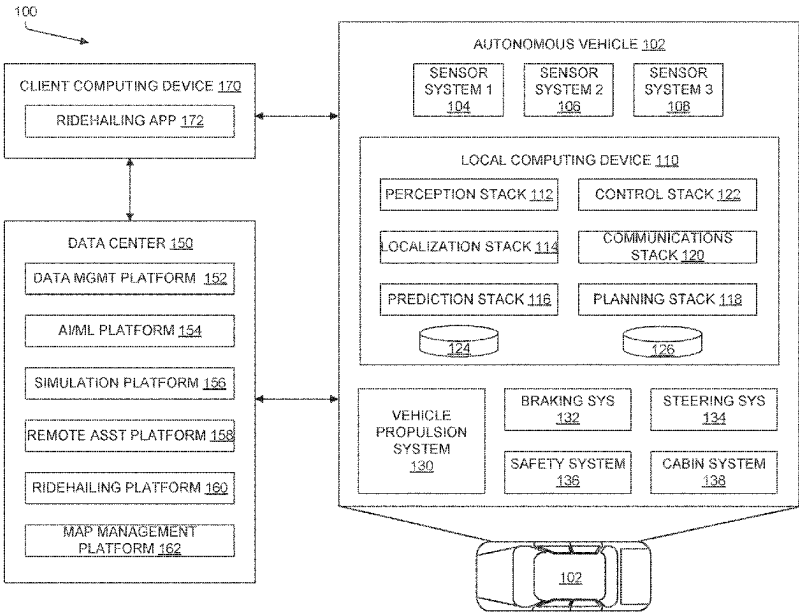 100
CLIENT COMPUTING DEVICE 170
RIDEHAILING APP 172
DATA CENTER 150
DATA MGMT PLATFORM 152
AI/ML PLATFORM 154
SIMULATION PLATFORM 156
REMOTE ASST PLATFORM 158
RIDEHAILING PLATFORM 160
MAP MANAGEMENT
PLATFORM 162
AUTONOMOUS VEHICLE 102
SENSOR
SYSTEM 1
104
SENSOR
SYSTEM 2
106
SENSOR
SYSTEM 3
108
LOCAL COMPUTING DEVICE 110
PERCEPTION STACK 112
CONTROL STACK 122
LOCALIZATION STACK 114
COMMUNICATIONS
STACK 120
PREDICTION STACK 116
PLANNING STACK 118
124
126
VEHICLE
PROPULSION
SYSTEM
130
BRAKING SYS
132
STEERING SYS
134
SAFETY SYSTEM
136
CABIN SYSTEM
138
102